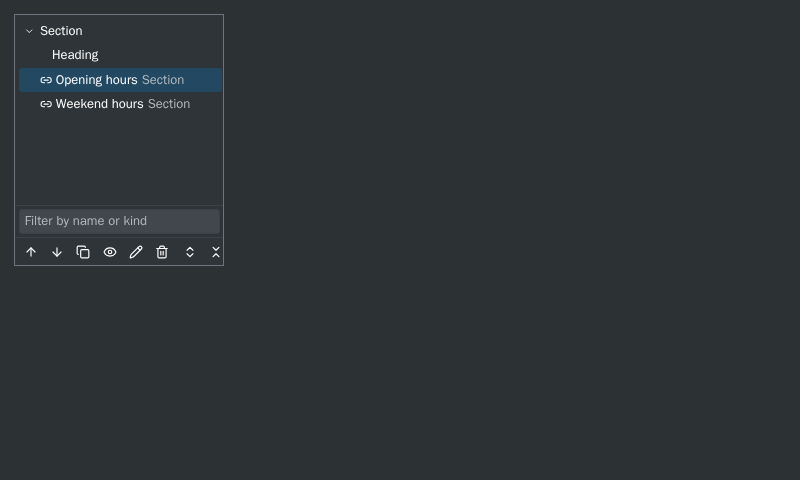 Section
Heading
Opening hours Section
Weekend hours Section
Filter by name or kind